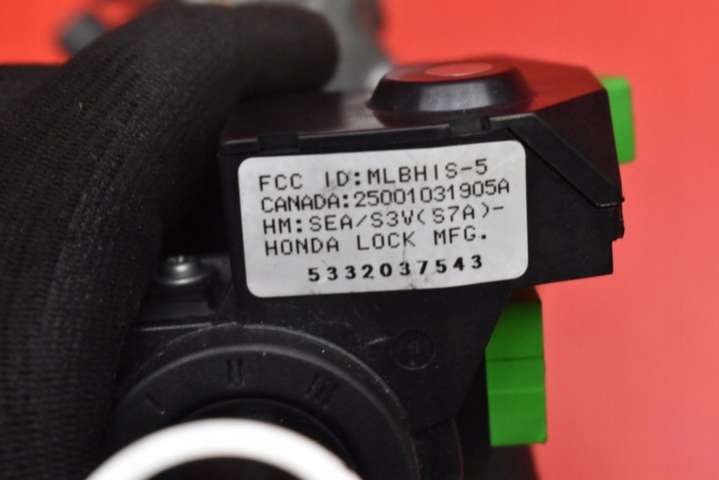 FCC ID:MLBHIS-5
CANADA:25001031905A
HM:SEA/S3V(S7A)-
HONDA LOCK MFG.
5332037543